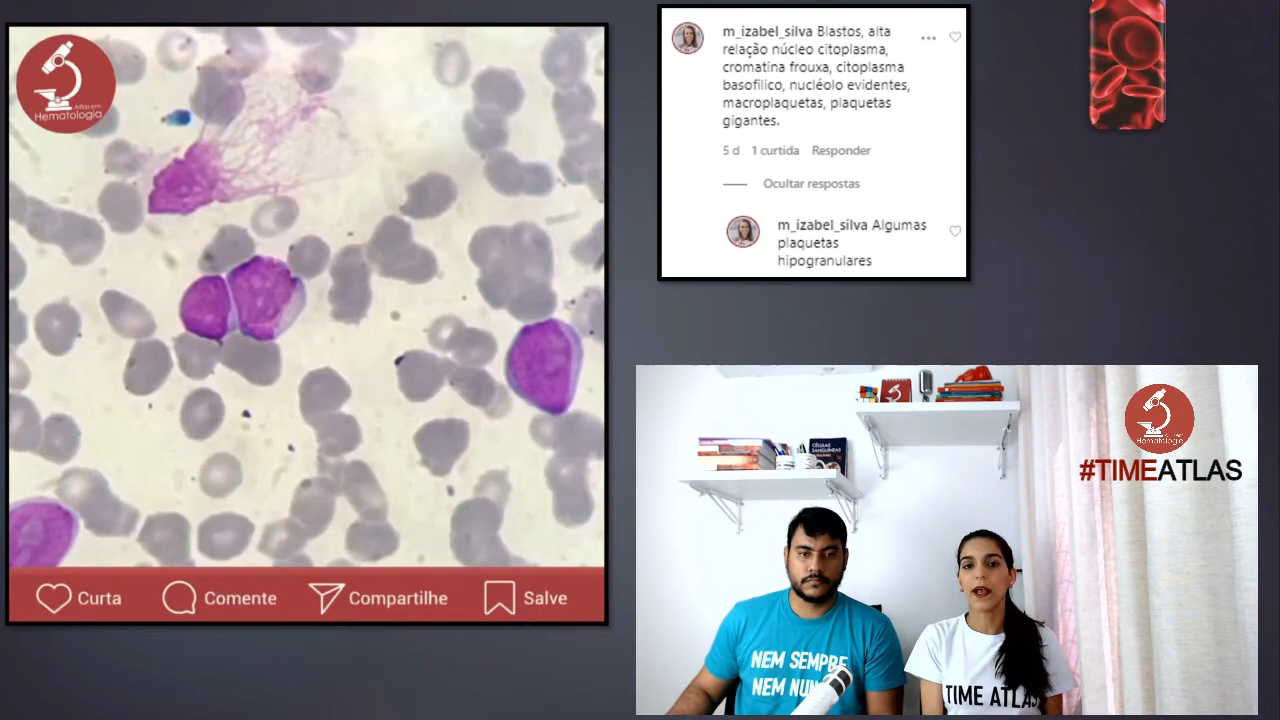 Atlas em
Hematologia
Curta
Comente
Compartilhe
Salve
m_izabel_silva Blastos, alta
relação núcleo citoplasma,
cromatina frouxa, citoplasma
basofilico, nucléolo evidentes,
macroplaquetas, plaquetas
gigantes.
5 d 1 curtida Responder
Ocultar respostas
m_izabel_silva Algumas
plaquetas
hipogranulares
Hematologia
#TIMEATLAS
CÉLULAS
SANGUÍNEAS
NEM SEMPRE
NEM
TIME ATLAS